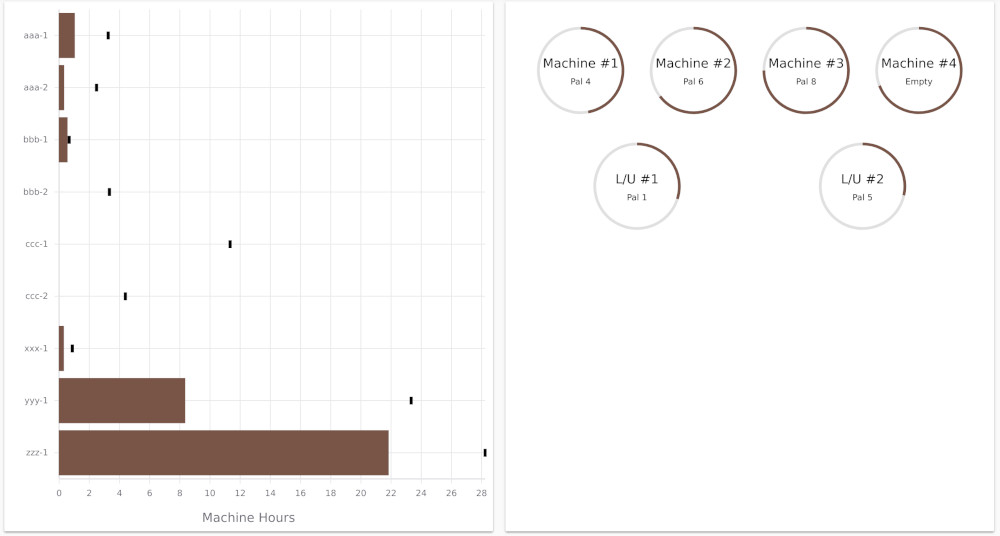 aaa-1
aaa-2
bbb-1
bbb-2
ccc-1
ccc-2
xxx-1
yyy-1
zzz-1
0 2 4 6 8 10 12 14 16 18 20 22 24 26 28
Machine Hours
Machine #1 Machine #2 Machine #3 Machine #4
Pal 4 Pal 6 Pal 8 Empty
L/U #1 L/U #2
Pal 1 Pal 5